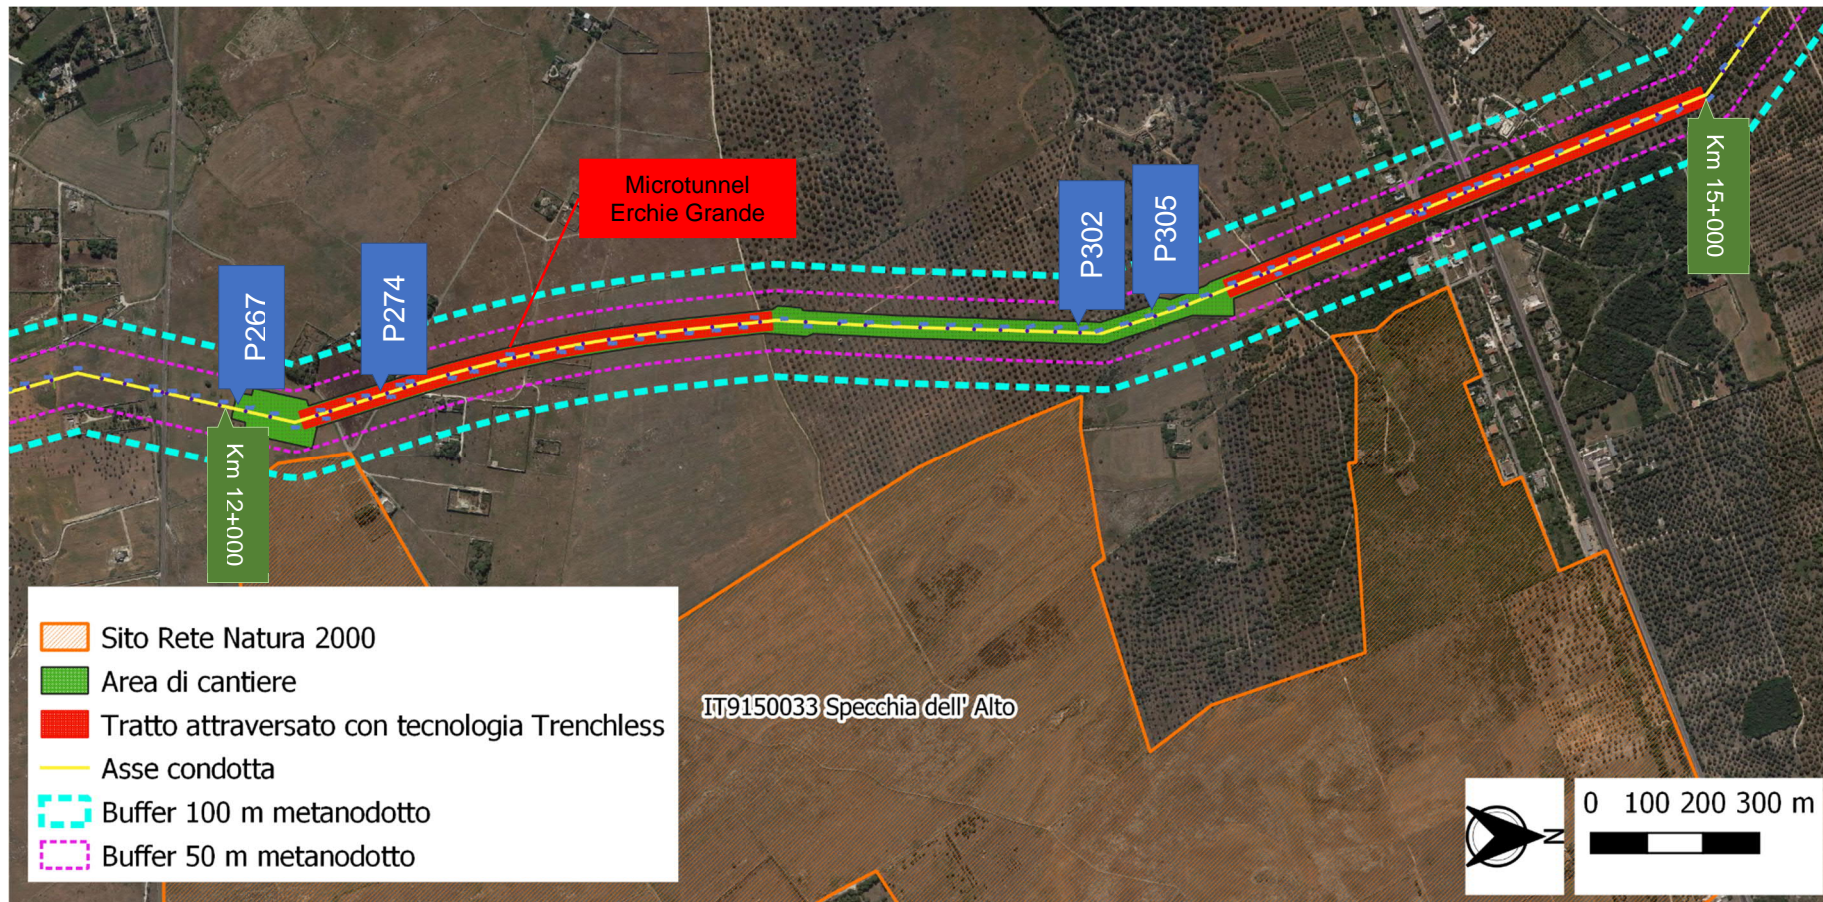 Microtunnel
Erchie Grande
P267
P274
P302
P305
Km 15+000
Km 12+000
Sito Rete Natura 2000
Area di cantiere
Tratto attraversato con tecnologia Trenchless
Asse condotta
Buffer 100 m metanodotto
Buffer 50 m metanodotto
IT9150033 Specchia dell' Alto
N
0 100 200 300 m